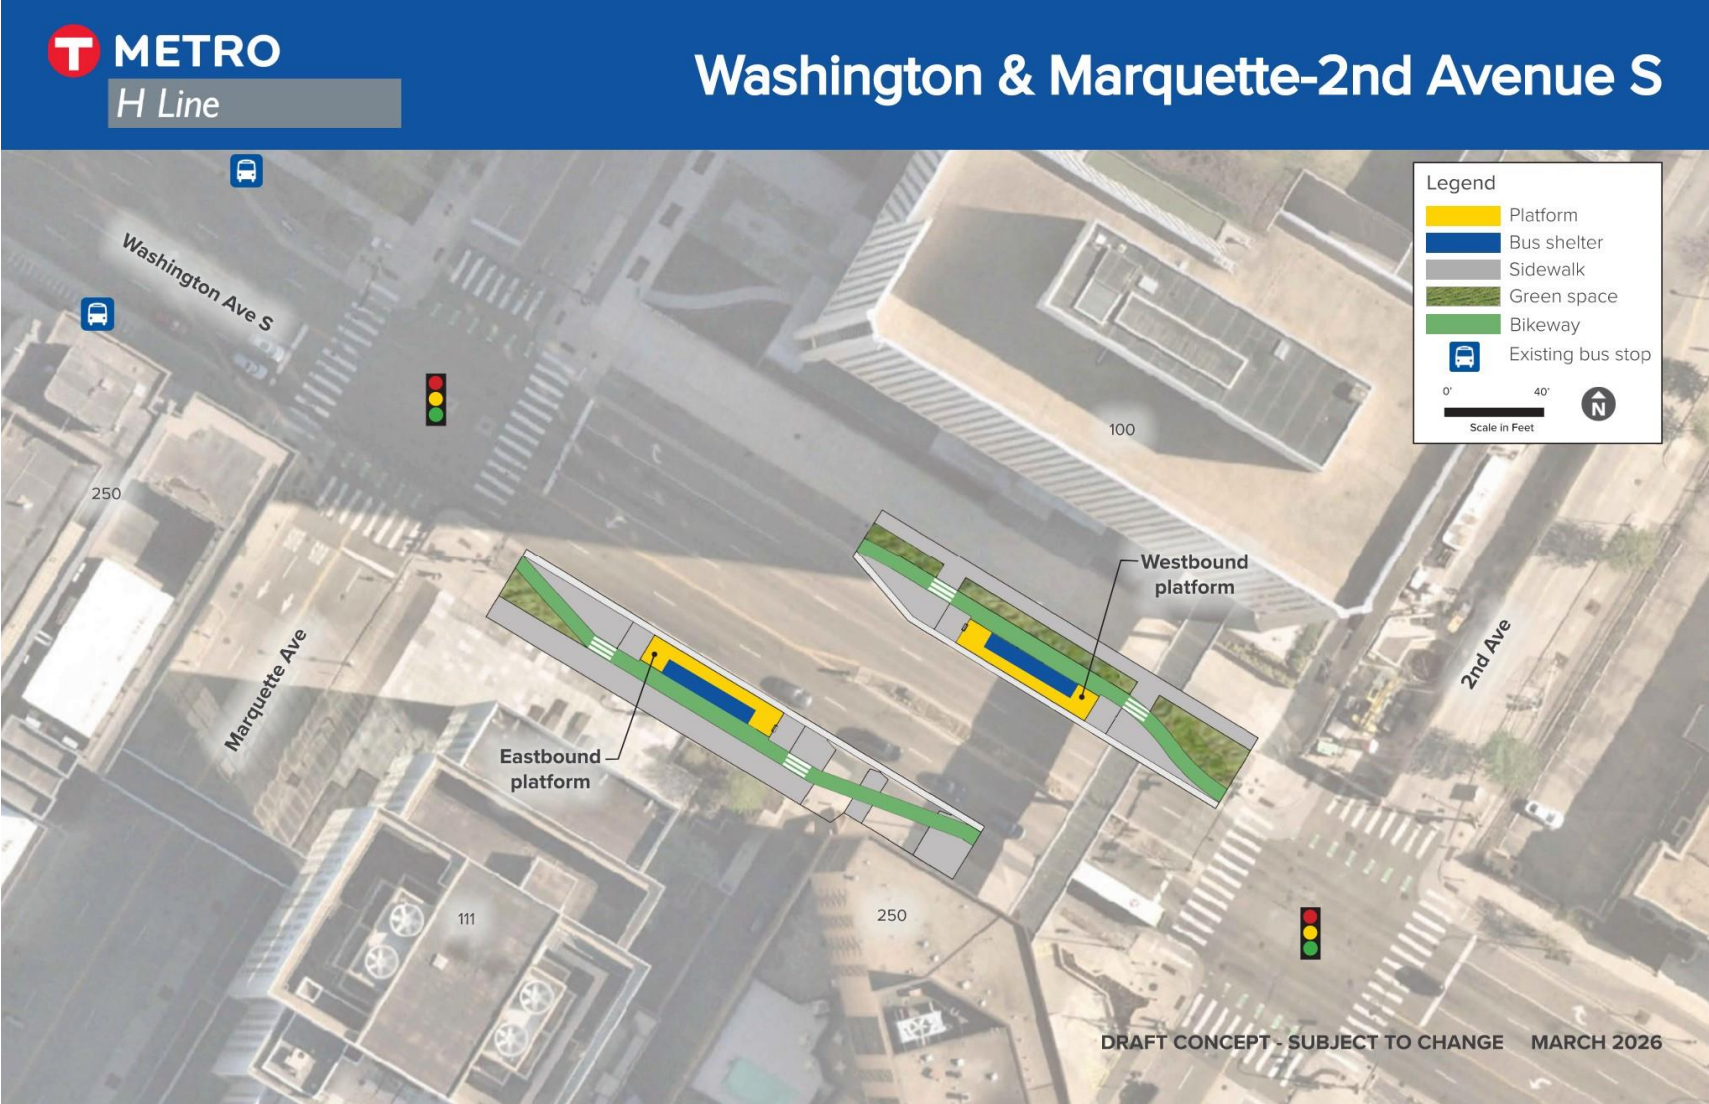 T METRO
H Line
Washington & Marquette-2nd Avenue S
Legend
Platform
Bus shelter
Sidewalk
Green space
Bikeway
Existing bus stop
0' 40'
Scale in Feet
N
Washington Ave S
100
250
Westbound
platform
2nd Ave
Marquette Ave
Eastbound
platform
111
250
DRAFT CONCEPT - SUBJECT TO CHANGE MARCH 2026